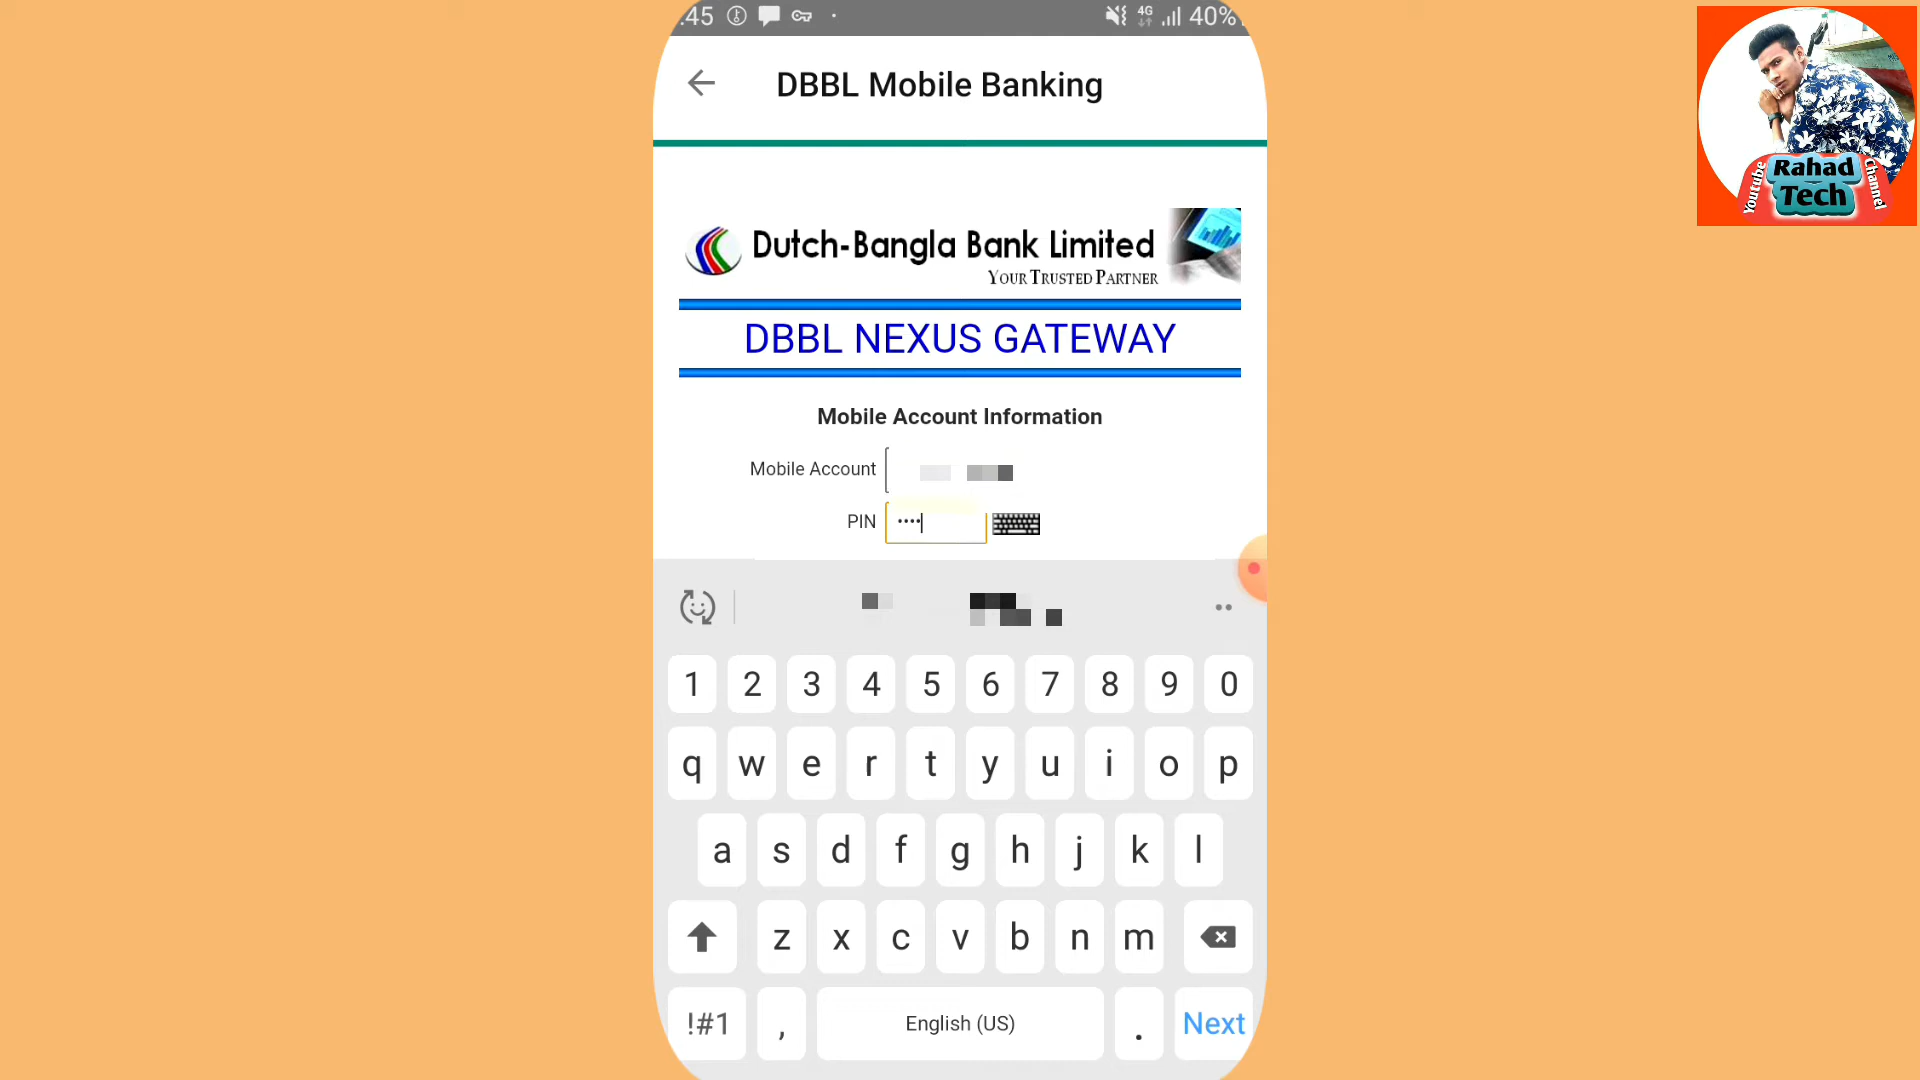 :45
4G
40%
DBBL Mobile Banking
Rahad
Tech
Youtube
Channel
Dutch-Bangla Bank Limited
YOUR TRUSTED PARTNER
DBBL NEXUS GATEWAY
Mobile Account Information
Mobile Account
PIN ••••
1 2 3 4 5 6 7 8 9 0
q w e r t y u i o p
a s d f g h j k l
z x c v b n m
!#1 , English (US) . Next